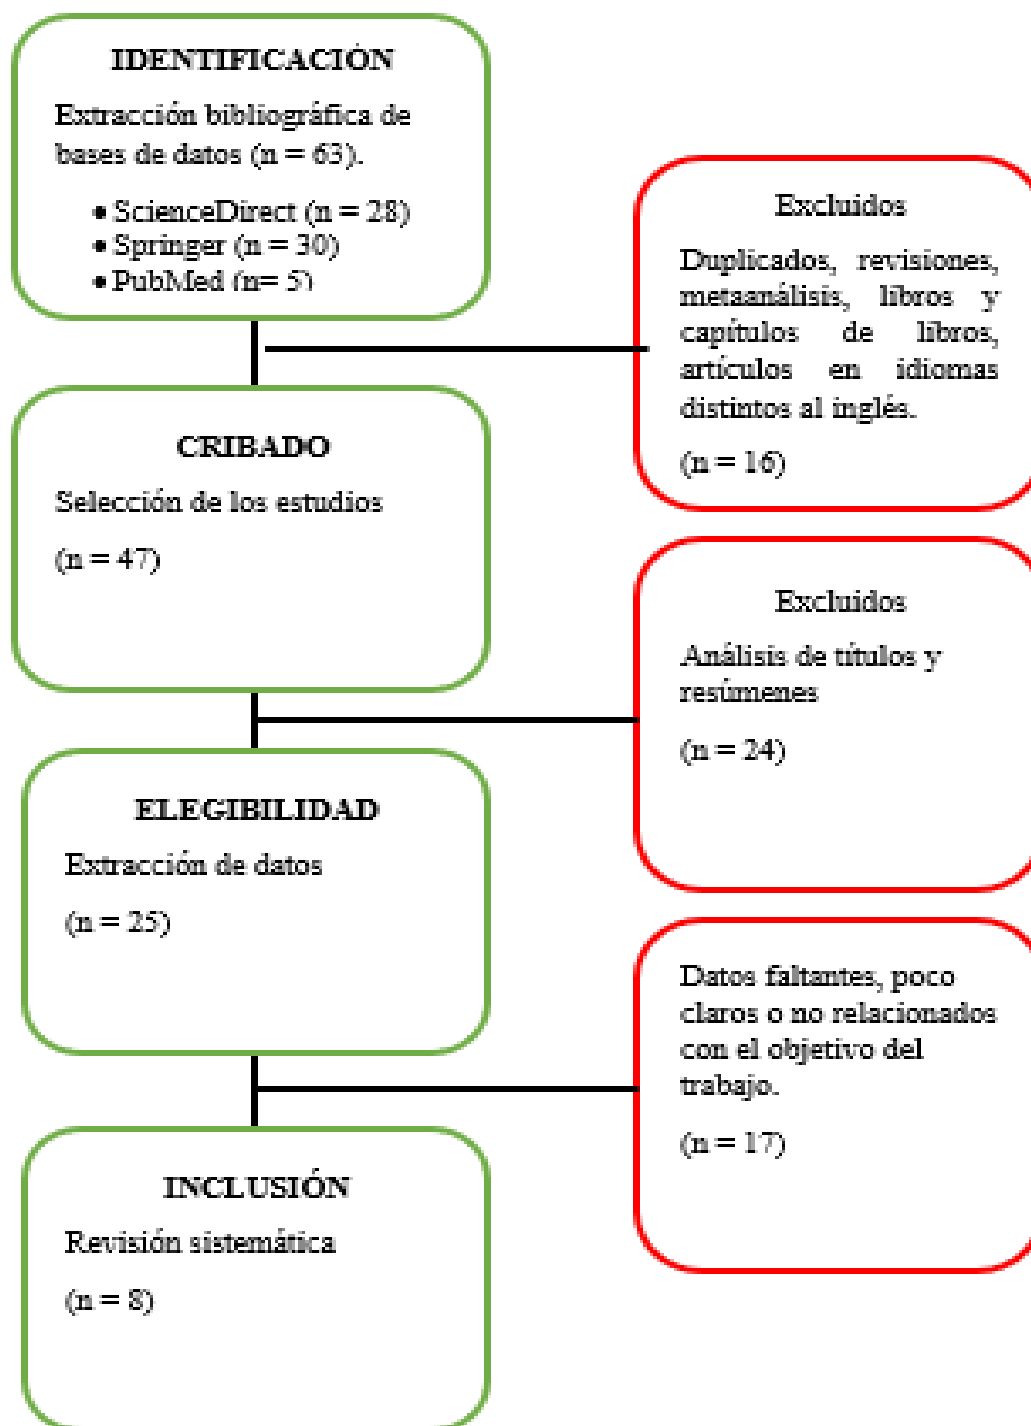 IDENTIFICACIÓN
Extracción bibliográfica de
bases de datos (n = 63).
• ScienceDirect (n = 28)
• Springer (n = 30)
• PubMed (n= 5)
Excluidos
Duplicados, revisiones,
metaanálisis, libros y
capítulos de libros,
artículos en idiomas
distintos al inglés.
(n = 16)
CRIBADO
Selección de los estudios
(n = 47)
Excluidos
Análisis de títulos y
resúmenes
(n = 24)
ELEGIBILIDAD
Extracción de datos
(n = 25)
Datos faltantes, poco
claros o no relacionados
con el objetivo del
trabajo.
(n = 17)
INCLUSIÓN
Revisión sistemática
(n = 8)